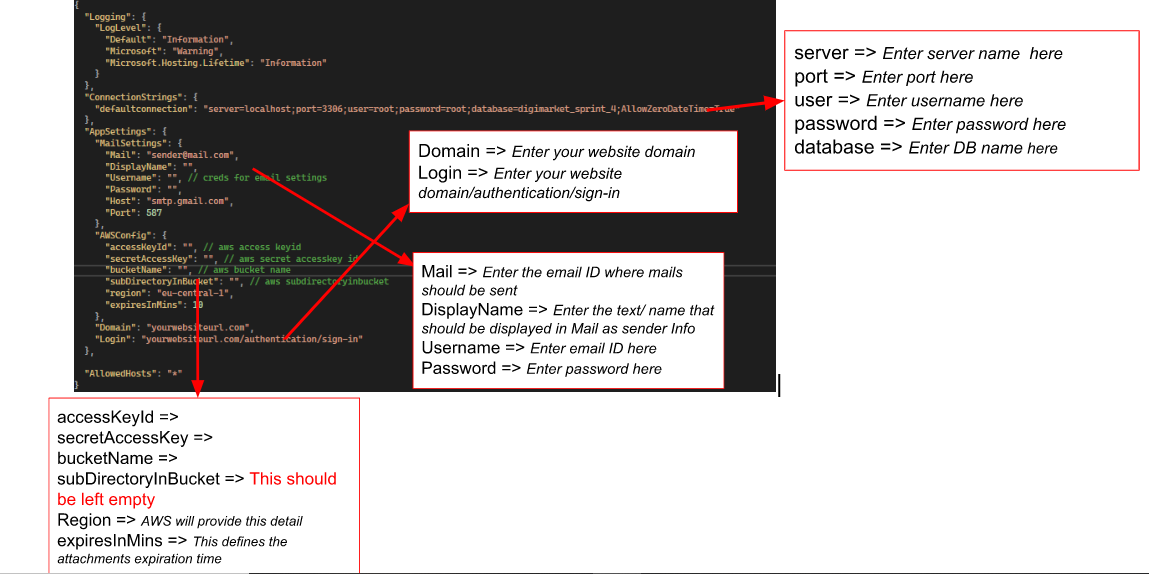 {
"Logging": {
"LogLevel": {
"Default": "Information",
"Microsoft": "Warning",
"Microsoft.Hosting.Lifetime": "Information"
}
},
"ConnectionStrings": {
"defaultconnection": "server=localhost;port=3306;user=root;password=root;database=digimarket_sprint_4;AllowZeroDateTime=True
},
"AppSettings": {
"MailSettings": {
"Mail": "sender@mail.com",
"DisplayName": "",
"Username": "", // creds for email settings
"Password": "",
"Host": "smtp.gmail.com",
"Port": 587
},
"AWSConfig": {
"accessKeyId": "", // aws access keyid
"secretAccessKey": "", // aws secret accesskey id
"bucketName": "", // aws bucket name
"subDirectoryInBucket": "", // aws subdirectoryinbucket
"region": "eu-central-1",
"expiresInMins": 10
},
"Domain": "yourwebsiteurl.com",
"Login": "yourwebsiteurl.com/authentication/sign-in"
},
"AllowedHosts": "*"
}
server => Enter server name here
port => Enter port here
user => Enter username here
password => Enter password here
database => Enter DB name here
Domain => Enter your website domain
Login => Enter your website
domain/authentication/sign-in
Mail => Enter the email ID where mails
should be sent
DisplayName => Enter the text/ name that
should be displayed in Mail as sender Info
Username => Enter email ID here
Password => Enter password here
accessKeyId =>
secretAccessKey =>
bucketName =>
subDirectoryInBucket => This should
be left empty
Region => AWS will provide this detail
expiresInMins => This defines the
attachments expiration time